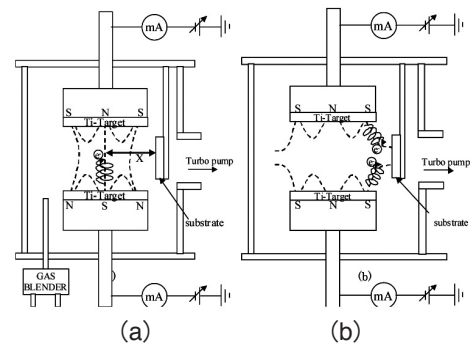 mA
S N S
Ti-Target
X
Turbo pump
Ti-Target
N S N
substrate
GAS
BLENDER
)
mA
(a)
mA
S N S
Ti-Target
Turbo pump
Ti-Target
S N S
substrate
(b)
mA
(b)